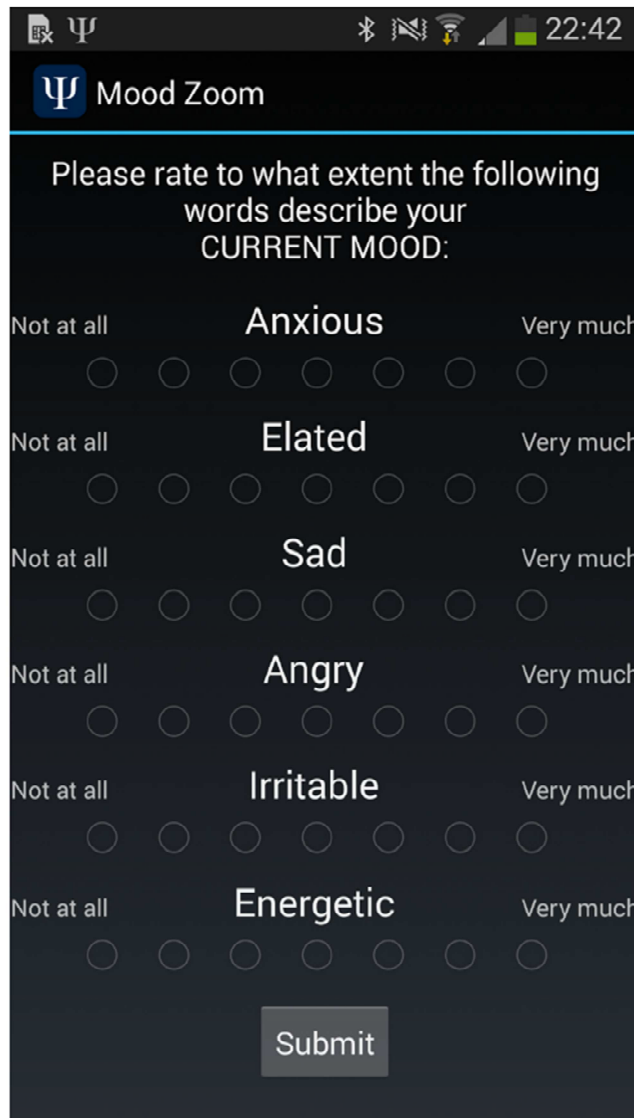 Ψ 22:42
Ψ Mood Zoom
Please rate to what extent the following
words describe your
CURRENT MOOD:
Not at all Anxious Very much
Not at all Elated Very much
Not at all Sad Very much
Not at all Angry Very much
Not at all Irritable Very much
Not at all Energetic Very much
Submit